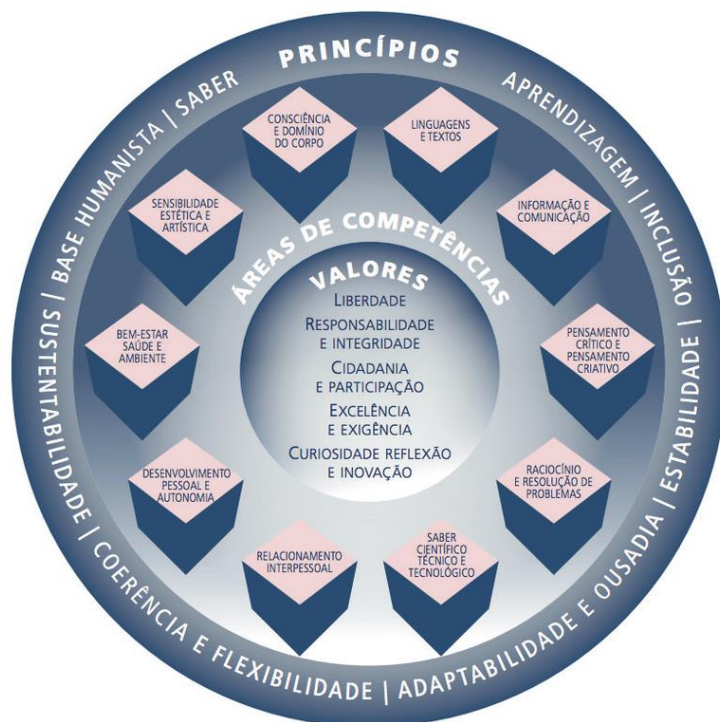 PRINCÍPIOS
BASE HUMANISTA | SABER
APRENDIZAGEM | INCLUSÃO | ESTABILIDADE |
ADAPTABILIDADE E OUSADIA |
COERÊNCIA E FLEXIBILIDADE |
SUSTENTABILIDADE |
ÁREAS DE COMPETÊNCIAS
CONSCIÊNCIA
E DOMÍNIO
DO CORPO
LINGUAGENS
E TEXTOS
SENSIBILIDADE
ESTÉTICA E
ARTÍSTICA
INFORMAÇÃO E
COMUNICAÇÃO
BEM-ESTAR
SAÚDE E
AMBIENTE
PENSAMENTO
CRÍTICO E
PENSAMENTO
CRIATIVO
DESENVOLVIMENTO
PESSOAL E
AUTONOMIA
RACIOCÍNIO
E RESOLUÇÃO DE
PROBLEMAS
RELACIONAMENTO
INTERPESSOAL
SABER
CIENTÍFICO
TÉCNICO E
TECNOLÓGICO
VALORES
LIBERDADE
RESPONSABILIDADE
E INTEGRIDADE
CIDADANIA
E PARTICIPAÇÃO
EXCELÊNCIA
E EXIGÊNCIA
CURIOSIDADE REFLEXÃO
E INOVAÇÃO